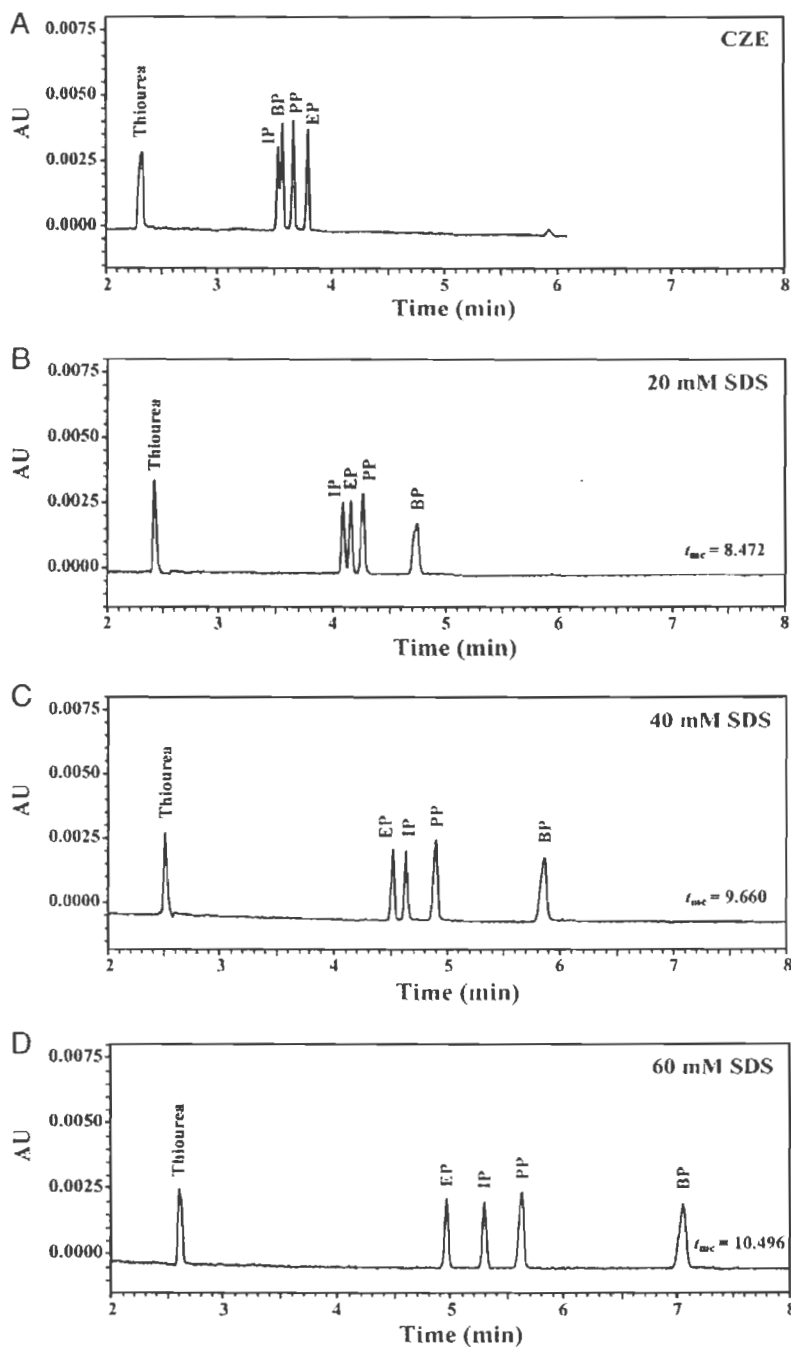 A
CZE
AU
0.0075
0.0050
0.0025
0.0000
Thiourea
IP
BP
PP
EP
2 3 4 5 6 7 8
Time (min)
B
20 mM SDS
AU
0.0075
0.0050
0.0025
0.0000
Thiourea
IP
EP
PP
BP
tmc = 8.472
2 3 4 5 6 7 8
Time (min)
C
40 mM SDS
AU
0.0075
0.0050
0.0025
0.0000
Thiourea
EP
IP
PP
BP
tmc = 9.660
2 3 4 5 6 7 8
Time (min)
D
60 mM SDS
AU
0.0075
0.0050
0.0025
0.0000
Thiourea
EP
IP
PP
BP
tmc = 10.496
2 3 4 5 6 7 8
Time (min)